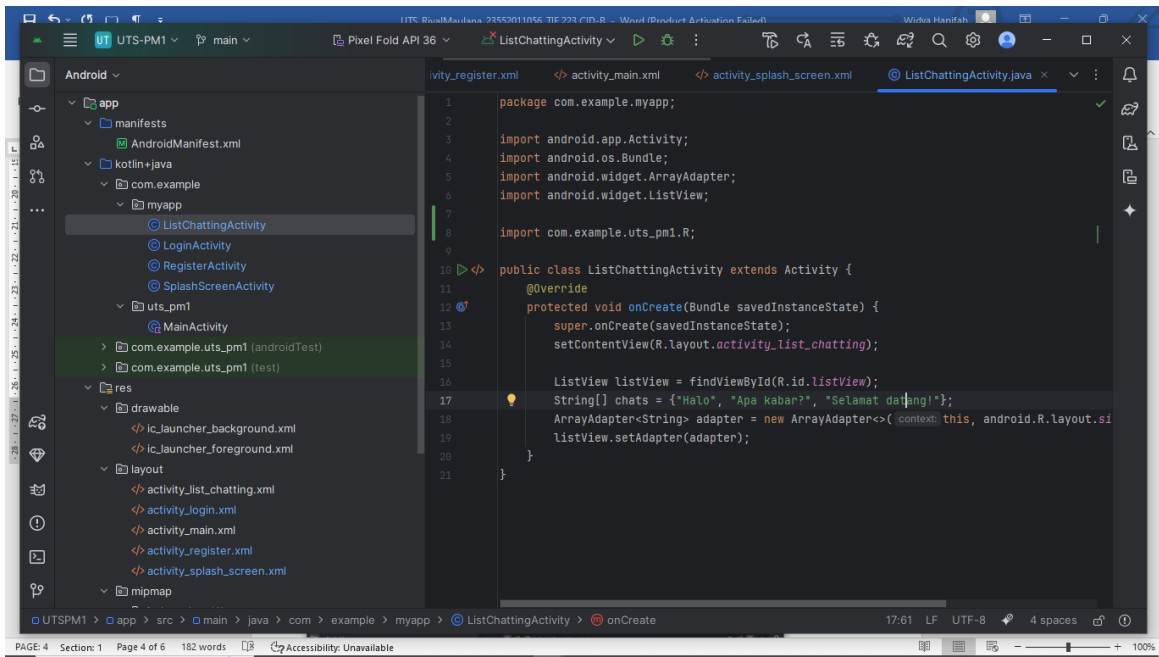 UTS_RivalMaulana_23552011056_TIF 223 CID-B - Word (Product Activation Failed)
Widya Hanifah
UT UTS-PM1 main Pixel Fold API 36 ListChattingActivity
Android
ivity_register.xml activity_main.xml activity_splash_screen.xml ListChattingActivity.java
app
manifests
AndroidManifest.xml
kotlin+java
com.example
myapp
ListChattingActivity
LoginActivity
RegisterActivity
SplashScreenActivity
uts_pm1
MainActivity
com.example.uts_pm1 (androidTest)
com.example.uts_pm1 (test)
res
drawable
ic_launcher_background.xml
ic_launcher_foreground.xml
layout
activity_list_chatting.xml
activity_login.xml
activity_main.xml
activity_register.xml
activity_splash_screen.xml
mipmap
1 package com.example.myapp;
2
3 import android.app.Activity;
4 import android.os.Bundle;
5 import android.widget.ArrayAdapter;
6 import android.widget.ListView;
7
8 import com.example.uts_pm1.R;
9
10 public class ListChattingActivity extends Activity {
11 @Override
12 protected void onCreate(Bundle savedInstanceState) {
13 super.onCreate(savedInstanceState);
14 setContentView(R.layout.activity_list_chatting);
15
16 ListView listView = findViewById(R.id.listView);
17 String[] chats = {"Halo", "Apa kabar?", "Selamat datang!"};
18 ArrayAdapter<String> adapter = new ArrayAdapter<>( context: this, android.R.layout.si
19 listView.setAdapter(adapter);
20 }
21 }
UTSPM1 > app > src > main > java > com > example > myapp > ListChattingActivity > onCreate 17:61 LF UTF-8 4 spaces
PAGE: 4 Section: 1 Page 4 of 6 182 words Accessibility: Unavailable 100%